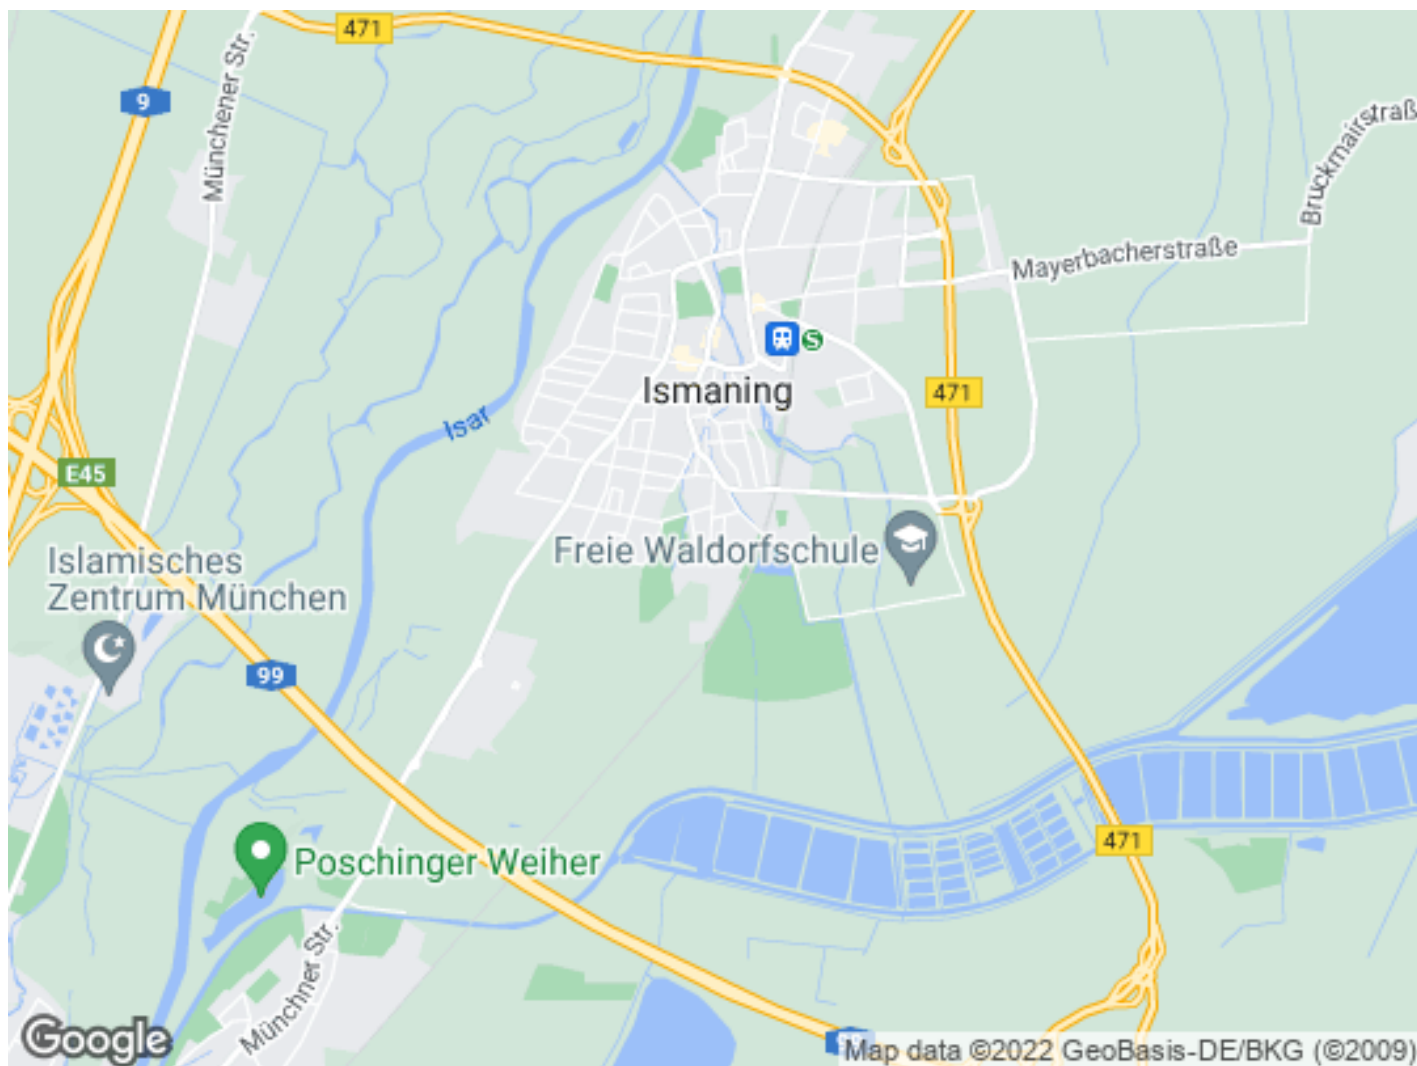 471
9
Münchener Str.
Bruckmairstraß
Mayerbacherstraße
S
Ismaning
471
Isar
E45
Freie Waldorfschule
Islamisches
Zentrum München
99
Poschinger Weiher
471
Münchner Str.
Google
Map data ©2022 GeoBasis-DE/BKG (©2009)